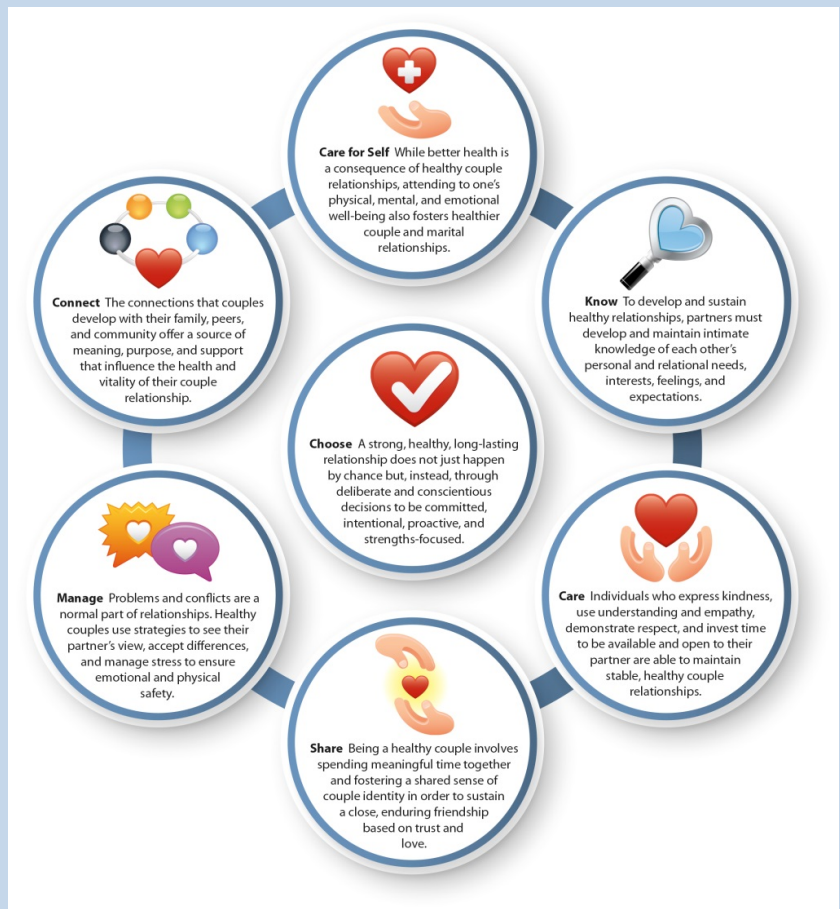 Care for Self While better health is
a consequence of healthy couple
relationships, attending to one's
physical, mental, and emotional
well-being also fosters healthier
couple and marital
relationships.
Connect The connections that couples
develop with their family, peers,
and community offer a source of
meaning, purpose, and support
that influence the health and
vitality of their couple
relationship.
Know To develop and sustain
healthy relationships, partners must
develop and maintain intimate
knowledge of each other's
personal and relational needs,
interests, feelings, and
expectations.
Choose A strong, healthy, long-lasting
relationship does not just happen
by chance but, instead, through
deliberate and conscientious
decisions to be committed,
intentional, proactive, and
strengths-focused.
Manage Problems and conflicts are a
normal part of relationships. Healthy
couples use strategies to see their
partner's view, accept differences,
and manage stress to ensure
emotional and physical
safety.
Care Individuals who express kindness,
use understanding and empathy,
demonstrate respect, and invest time
to be available and open to their
partner are able to maintain
stable, healthy couple
relationships.
Share Being a healthy couple involves
spending meaningful time together
and fostering a shared sense of
couple identity in order to sustain
a close, enduring friendship
based on trust and
love.